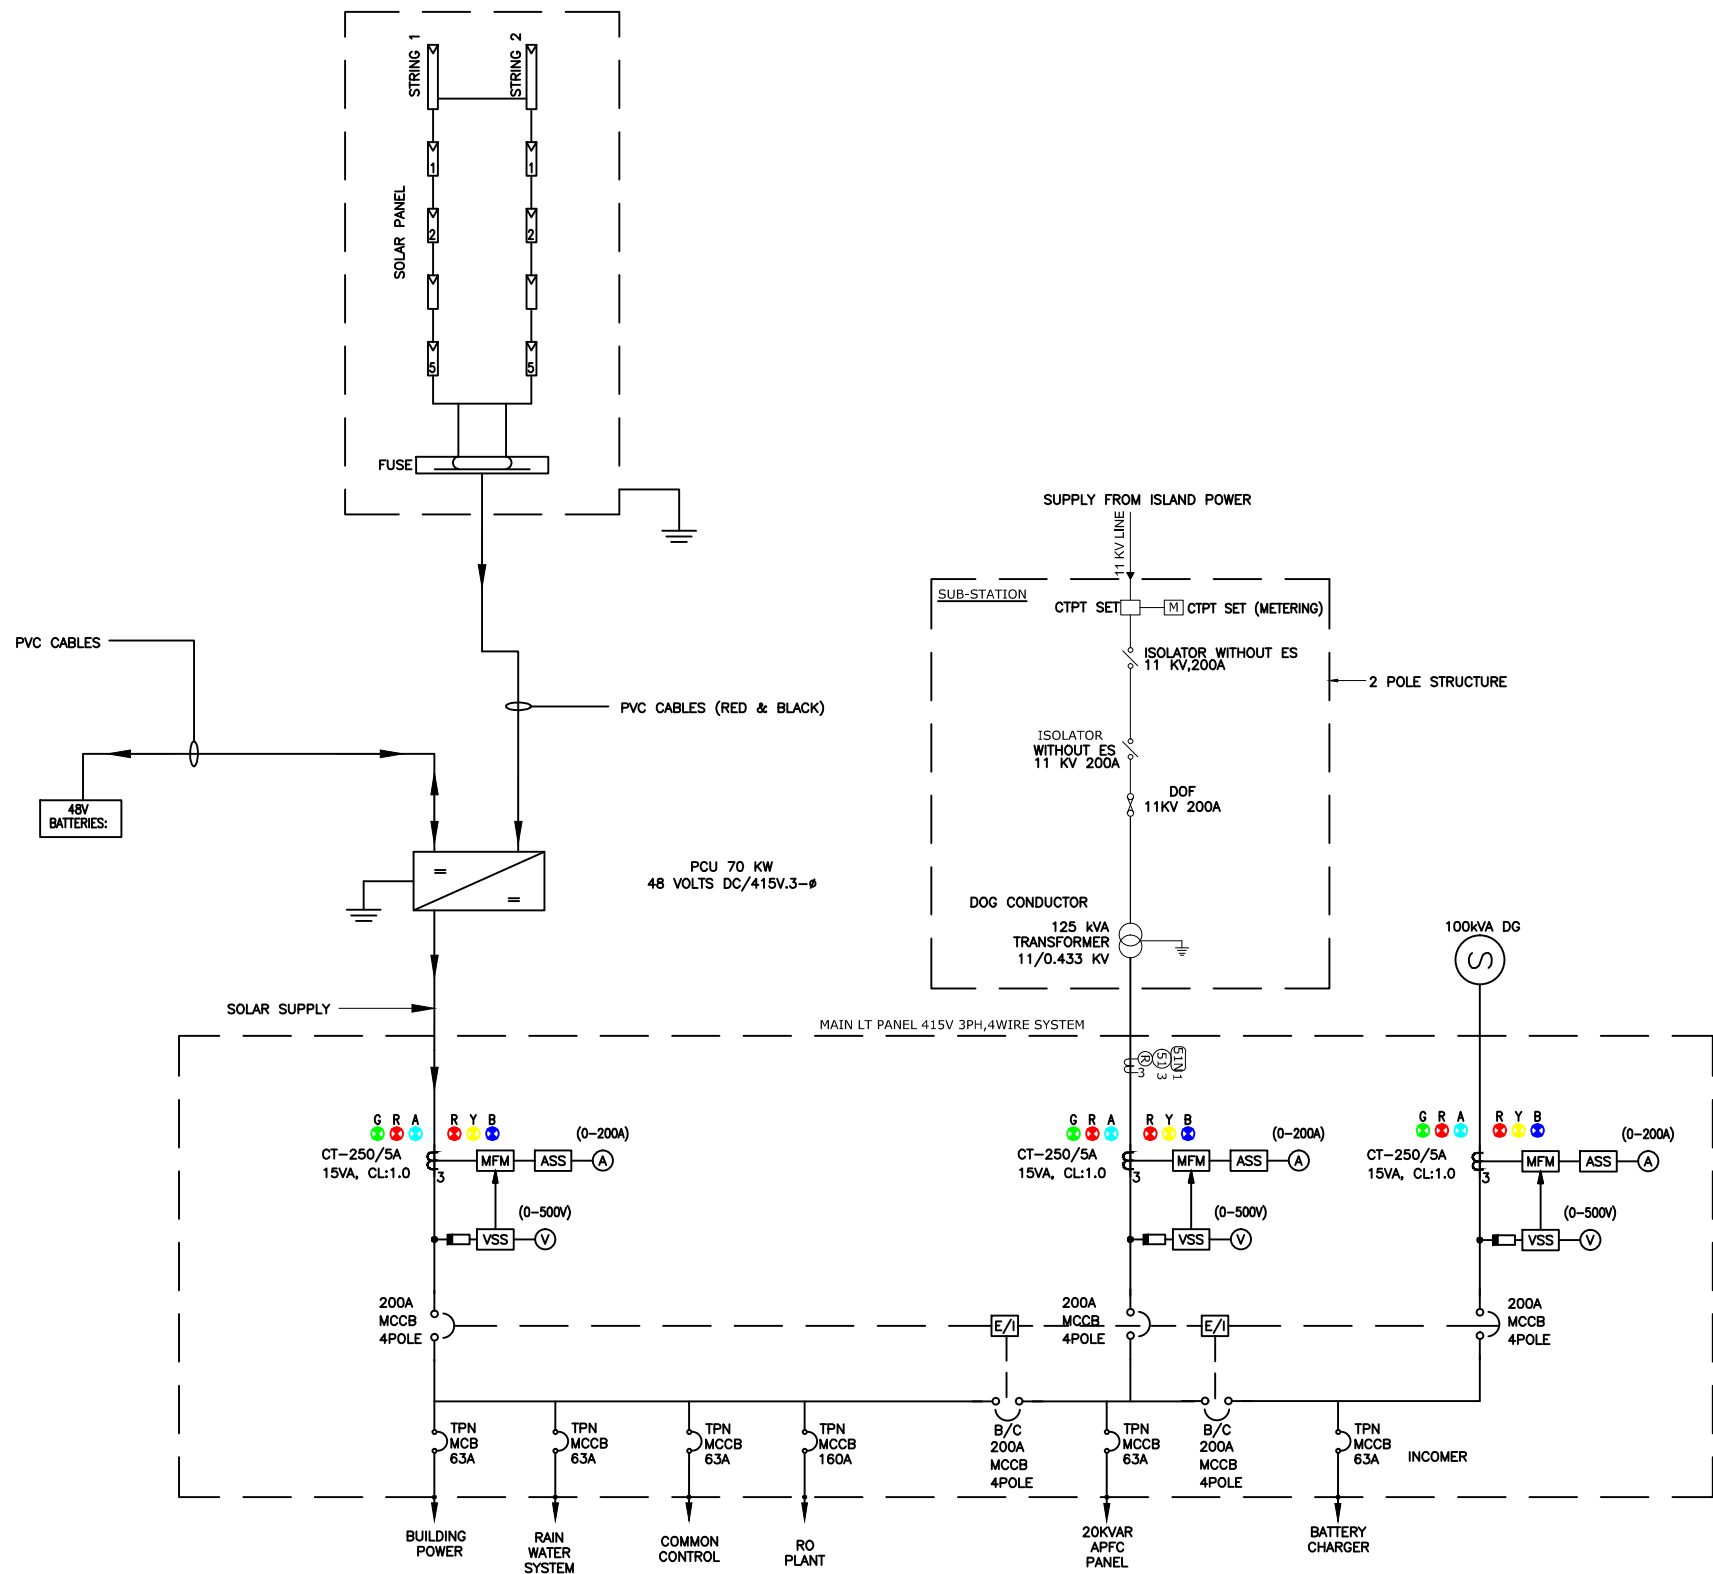 STRING 1
STRING 2
1
1
SOLAR PANEL
2
2
5
5
FUSE
SUPPLY FROM ISLAND POWER
11 KV LINE
SUB-STATION
CTPT SET
M
CTPT SET (METERING)
PVC CABLES
ISOLATOR WITHOUT ES
11 KV,200A
2 POLE STRUCTURE
PVC CABLES (RED & BLACK)
ISOLATOR
WITHOUT ES
11 KV 200A
DOF
11KV 200A
48V
BATTERIES:
PCU 70 KW
48 VOLTS DC/415V.3-ø
DOG CONDUCTOR
125 kVA
TRANSFORMER
11/0.433 KV
100kVA DG
S
SOLAR SUPPLY
MAIN LT PANEL 415V 3PH,4WIRE SYSTEM
3
R
51
3
51N
1
G R A R Y B
(0-200A)
CT-250/5A
15VA, CL:1.0
3
MFM
ASS
A
(0-500V)
VSS
V
G R A R Y B
(0-200A)
CT-250/5A
15VA, CL:1.0
3
MFM
ASS
A
(0-500V)
VSS
V
G R A R Y B
(0-200A)
CT-250/5A
15VA, CL:1.0
3
MFM
ASS
A
(0-500V)
VSS
V
200A
MCCB
4POLE
E/I
200A
MCCB
4POLE
E/I
200A
MCCB
4POLE
TPN
MCB
63A
TPN
MCCB
63A
TPN
MCCB
63A
TPN
MCCB
160A
B/C
200A
MCCB
4POLE
TPN
MCCB
63A
B/C
200A
MCCB
4POLE
TPN
MCCB
63A
INCOMER
BUILDING
POWER
RAIN
WATER
SYSTEM
COMMON
CONTROL
RO
PLANT
20KVAR
APFC
PANEL
BATTERY
CHARGER